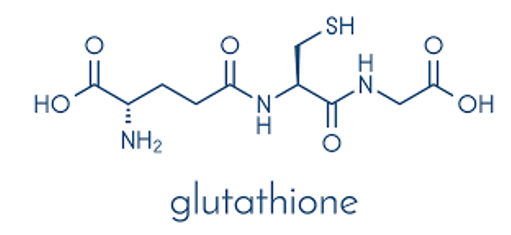 SH
O O H O
HO N N OH
NH₂ H O
glutathione